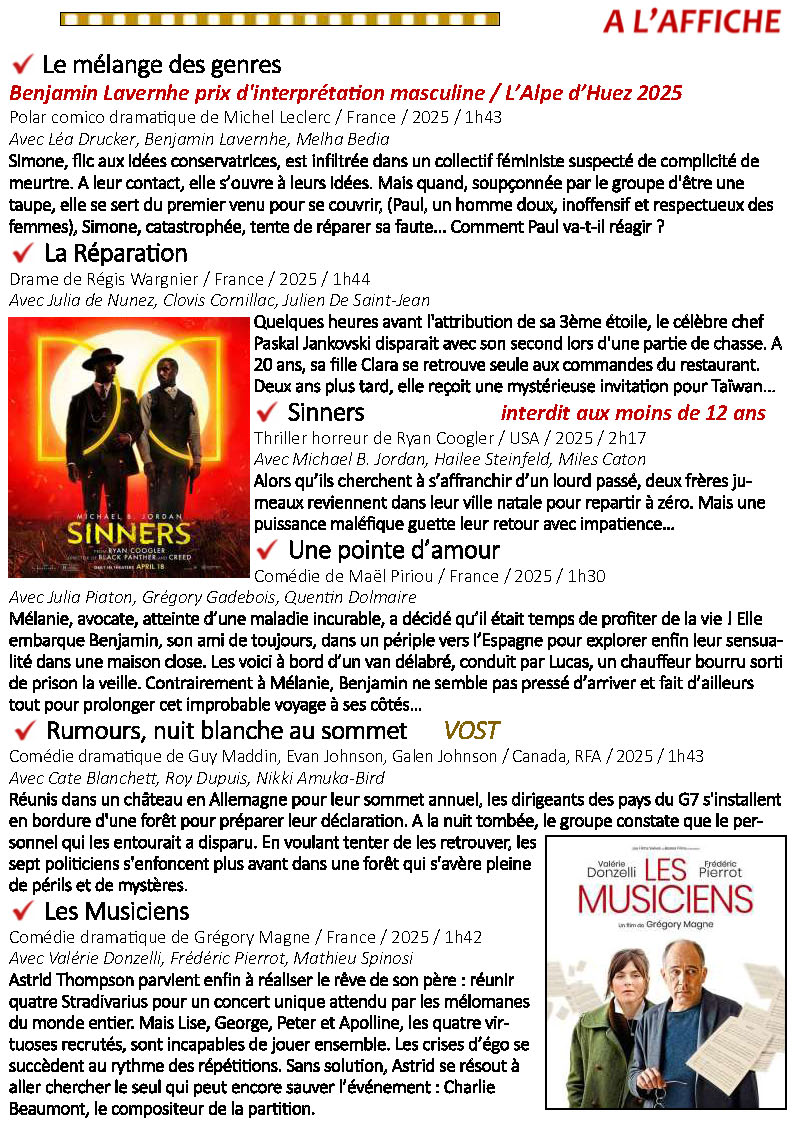 A L’AFFICHE
Le mélange des genres
Benjamin Lavernhe prix d'interprétation masculine / L’Alpe d’Huez 2025
Polar comico dramatique de Michel Leclerc / France / 2025 / 1h43
Avec Léa Drucker, Benjamin Lavernhe, Melha Bedia
Simone, flic aux idées conservatrices, est infiltrée dans un collectif féministe suspecté de complicité de
meurtre. A leur contact, elle s’ouvre à leurs idées. Mais quand, soupçonnée par le groupe d'être une
taupe, elle se sert du premier venu pour se couvrir, (Paul, un homme doux, inoffensif et respectueux des
femmes), Simone, catastrophée, tente de réparer sa faute... Comment Paul va-t-il réagir ?
La Réparation
Drame de Régis Wargnier / France / 2025 / 1h44
Avec Julia de Nunez, Clovis Cornillac, Julien De Saint-Jean
Quelques heures avant l'attribution de sa 3ème étoile, le célèbre chef
Paskal Jankovski disparait avec son second lors d'une partie de chasse. A
20 ans, sa fille Clara se retrouve seule aux commandes du restaurant.
Deux ans plus tard, elle reçoit une mystérieuse invitation pour Taïwan...
Sinners interdit aux moins de 12 ans
Thriller horreur de Ryan Coogler / USA / 2025 / 2h17
Avec Michael B. Jordan, Hailee Steinfeld, Miles Caton
Alors qu’ils cherchent à s’affranchir d’un lourd passé, deux frères ju-
meaux reviennent dans leur ville natale pour repartir à zéro. Mais une
puissance maléfique guette leur retour avec impatience...
MICHAEL B. JORDAN
SINNERS
FROM RYAN COOGLER
DIRECTOR OF BLACK PANTHER AND CREED
ONLY IN THEATERS APRIL 18
Une pointe d’amour
Comédie de Maël Piriou / France / 2025 / 1h30
Avec Julia Piaton, Grégory Gadebois, Quentin Dolmaire
Mélanie, avocate, atteinte d’une maladie incurable, a décidé qu’il était temps de profiter de la vie ! Elle
embarque Benjamin, son ami de toujours, dans un périple vers l’Espagne pour explorer enfin leur sensua-
lité dans une maison close. Les voici à bord d’un van délabré, conduit par Lucas, un chauffeur bourru sorti
de prison la veille. Contrairement à Mélanie, Benjamin ne semble pas pressé d’arriver et fait d’ailleurs
tout pour prolonger cet improbable voyage à ses côtés...
Rumours, nuit blanche au sommet VOST
Comédie dramatique de Guy Maddin, Evan Johnson, Galen Johnson / Canada, RFA / 2025 / 1h43
Avec Cate Blanchett, Roy Dupuis, Nikki Amuka-Bird
Réunis dans un château en Allemagne pour leur sommet annuel, les dirigeants des pays du G7 s'installent
en bordure d'une forêt pour préparer leur déclaration. A la nuit tombée, le groupe constate que le per-
sonnel qui les entourait a disparu. En voulant tenter de les retrouver, les
sept politiciens s'enfoncent plus avant dans une forêt qui s'avère pleine
de périls et de mystères.
Les Musiciens
Comédie dramatique de Grégory Magne / France / 2025 / 1h42
Avec Valérie Donzelli, Frédéric Pierrot, Mathieu Spinosi
Astrid Thompson parvient enfin à réaliser le rêve de son père : réunir
quatre Stradivarius pour un concert unique attendu par les mélomanes
du monde entier. Mais Lise, George, Peter et Apolline, les quatre vir-
tuoses recrutés, sont incapables de jouer ensemble. Les crises d’égo se
succèdent au rythme des répétitions. Sans solution, Astrid se résout à
aller chercher le seul qui peut encore sauver l’événement : Charlie
Beaumont, le compositeur de la partition.
Valérie Donzelli
Frédéric Pierrot
LES
MUSICIENS
Un film de Grégory Magne